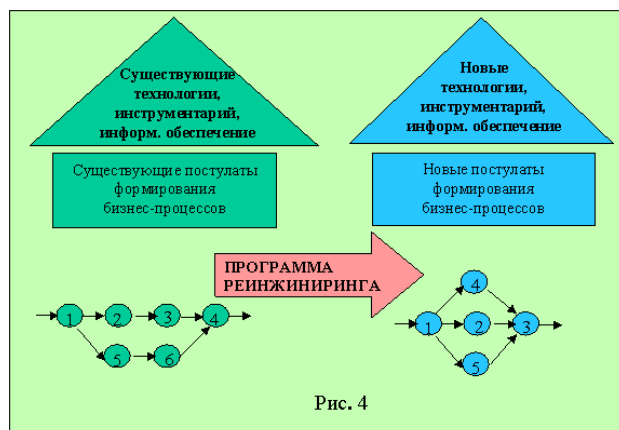 Существующие
технологии,
инструментарий,
информ. обеспечение
Новые
технологии,
инструментарий,
информ. обеспечение
Существующие постулаты
формирования
бизнес-процессов
Новые постулаты
формирования
бизнес-процессов
ПРОГРАММА
РЕИНЖИНИРИНГА
1 2 3 4
5 6
4
1 2 3
5
Рис. 4